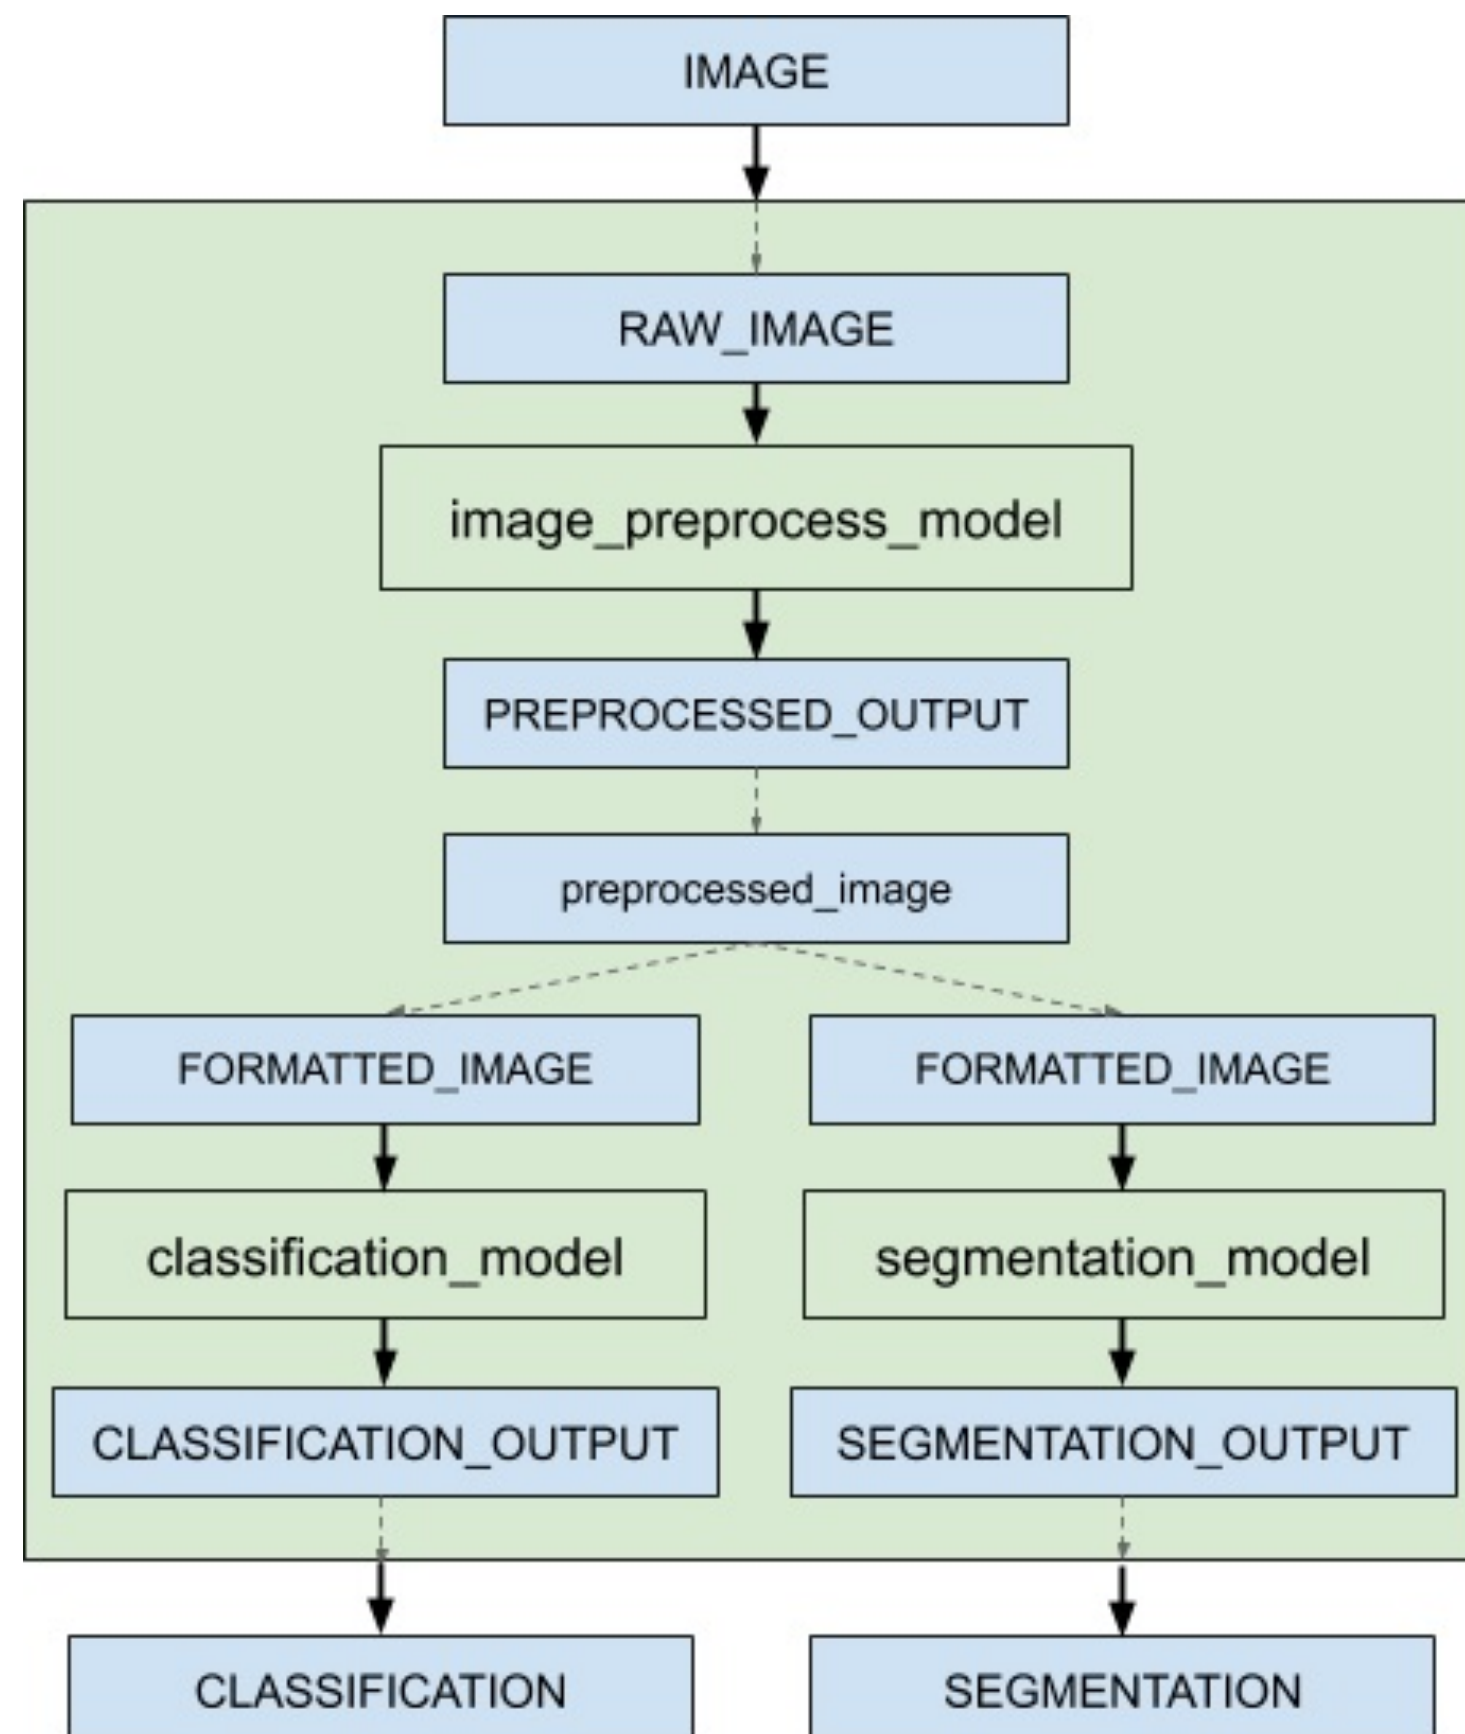 IMAGE
RAW_IMAGE
image_preprocess_model
PREPROCESSED_OUTPUT
preprocessed_image
FORMATTED_IMAGE
FORMATTED_IMAGE
classification_model
segmentation_model
CLASSIFICATION_OUTPUT
SEGMENTATION_OUTPUT
CLASSIFICATION
SEGMENTATION